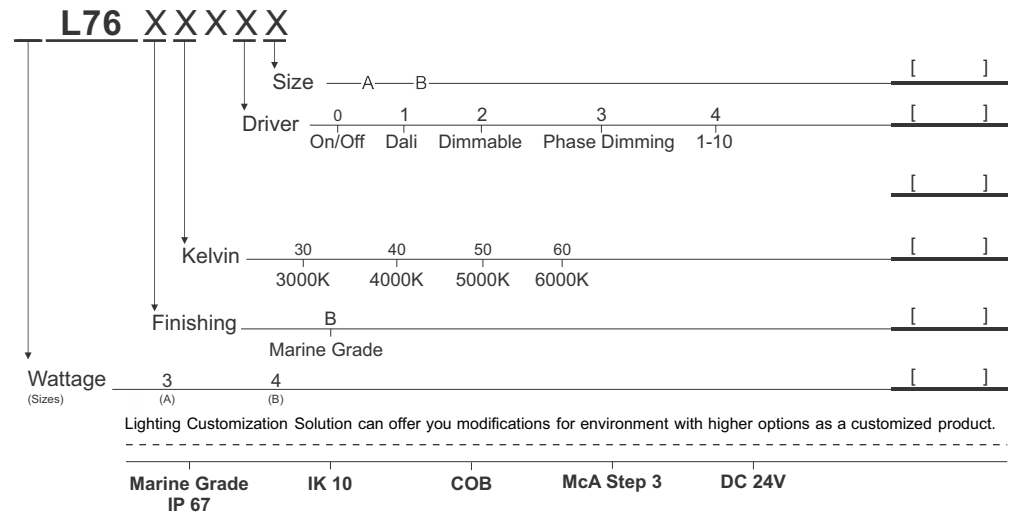 L76 X X X X X
Size A B [ ]
Driver 0 1 2 3 4 [ ]
On/Off Dali Dimmable Phase Dimming 1-10
[ ]
Kelvin 30 40 50 60 [ ]
3000K 4000K 5000K 6000K
Finishing B [ ]
Marine Grade
Wattage 3 4 [ ]
(Sizes) (A) (B)
Lighting Customization Solution can offer you modifications for environment with higher options as a customized product.
Marine Grade IK 10 COB McA Step 3 DC 24V
IP 67